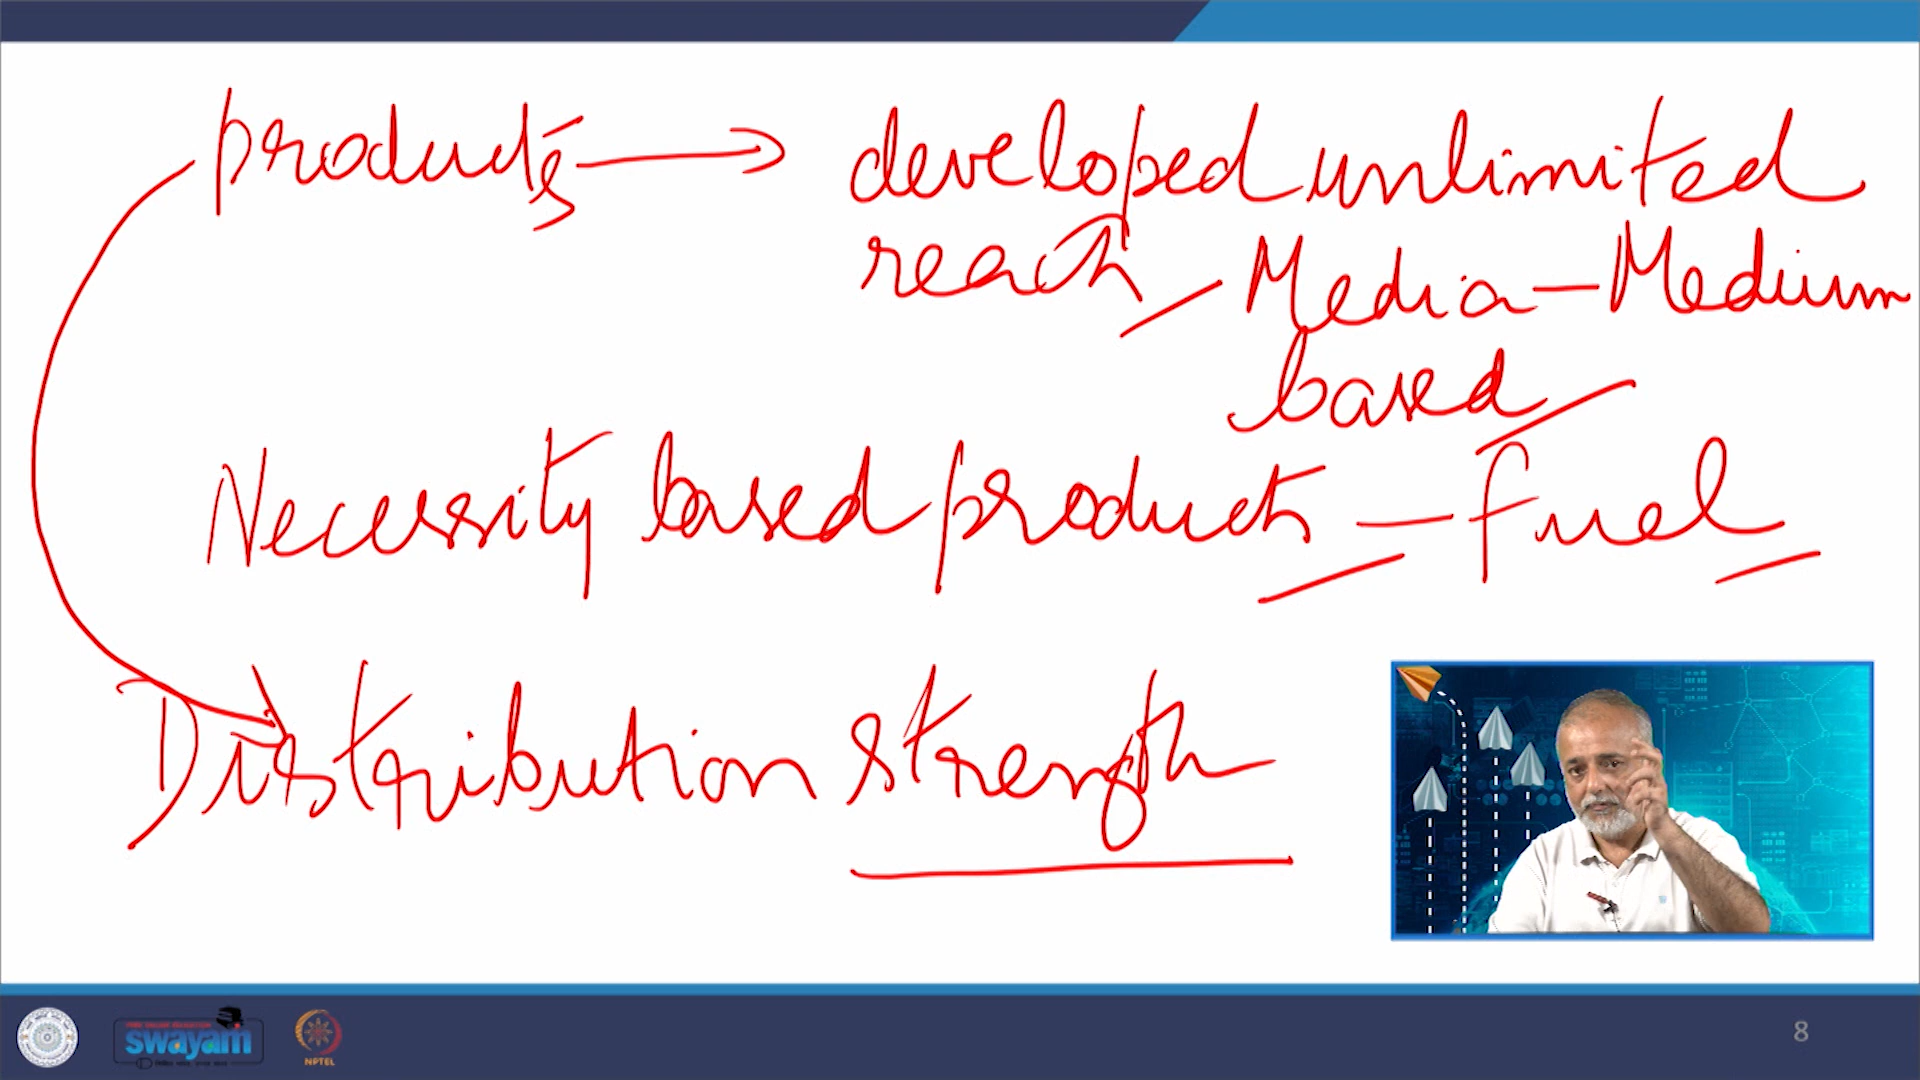 products → developed unlimited
reach / Media – Medium
based
Necessity based products – Fuel
Distribution strength
swayam
NPTEL
8